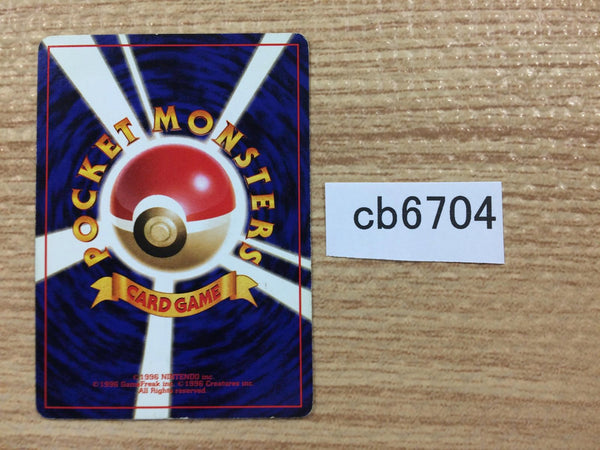 POCKET MONSTERS
CARD GAME
©1996 NINTENDO inc.
©1996 GameFreak inc. ©1996 Creatures inc.
All Rights reserved.
cb6704